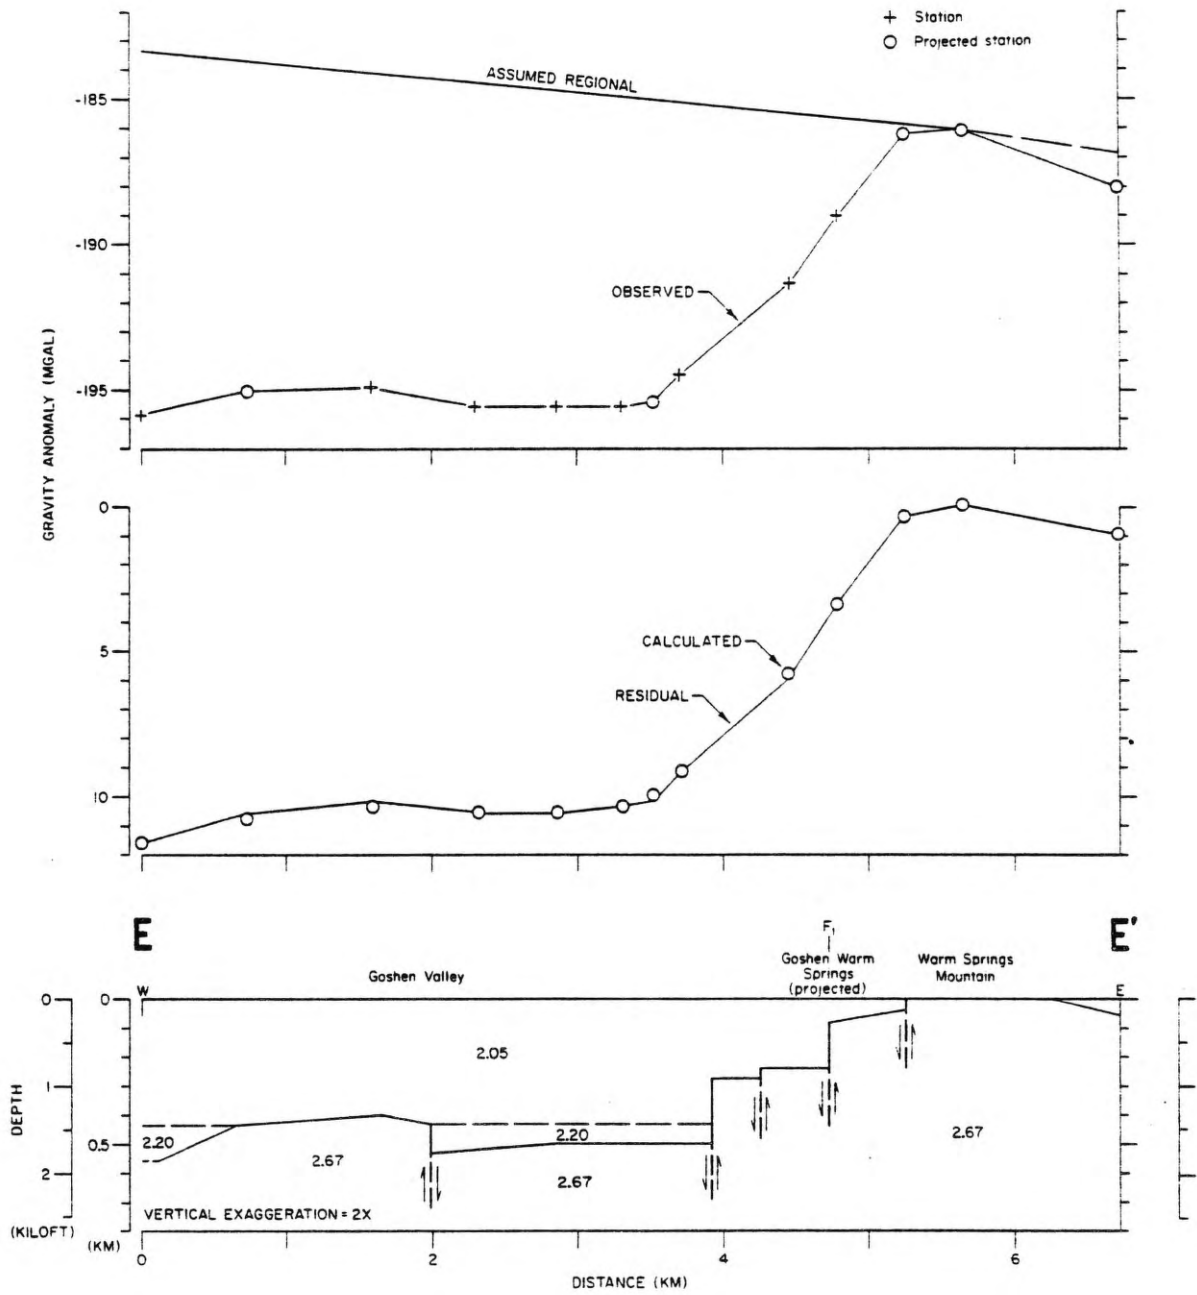 + Station
O Projected station
ASSUMED REGIONAL
-185
-190
OBSERVED
-195
GRAVITY ANOMALY (MGAL)
0
CALCULATED
5
RESIDUAL
10
E
E'
F₁
Goshen Valley
Goshen Warm
Springs
(projected)
Warm Springs
Mountain
W
E
0
0
2.05
1
DEPTH
2.20
2.20
0.5
2.67
2.67
2.67
2
VERTICAL EXAGGERATION = 2X
(KILOFT)
(KM)
0
2
4
6
DISTANCE (KM)